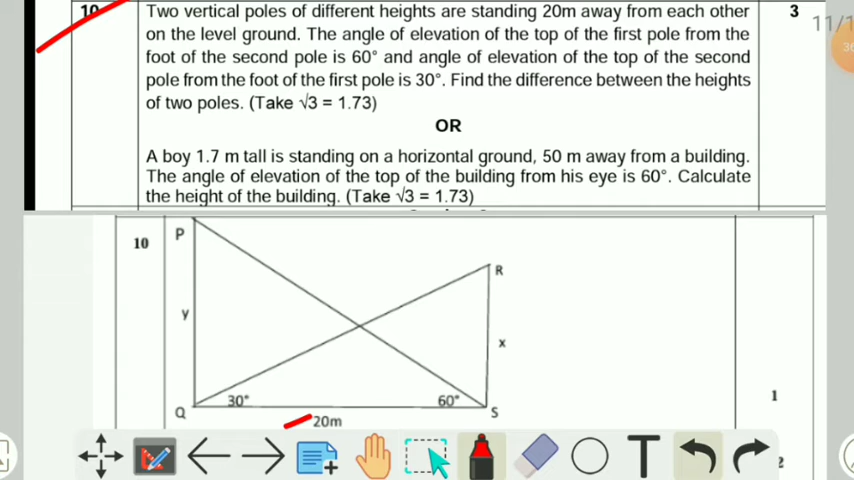 10
Two vertical poles of different heights are standing 20m away from each other
3
on the level ground. The angle of elevation of the top of the first pole from the
foot of the second pole is 60° and angle of elevation of the top of the second
pole from the foot of the first pole is 30°. Find the difference between the heights
of two poles. (Take √3 = 1.73)
OR
A boy 1.7 m tall is standing on a horizontal ground, 50 m away from a building.
The angle of elevation of the top of the building from his eye is 60°. Calculate
the height of the building. (Take √3 = 1.73)
10
P
R
y
x
30°
60°
Q
S
20m
1
T
2